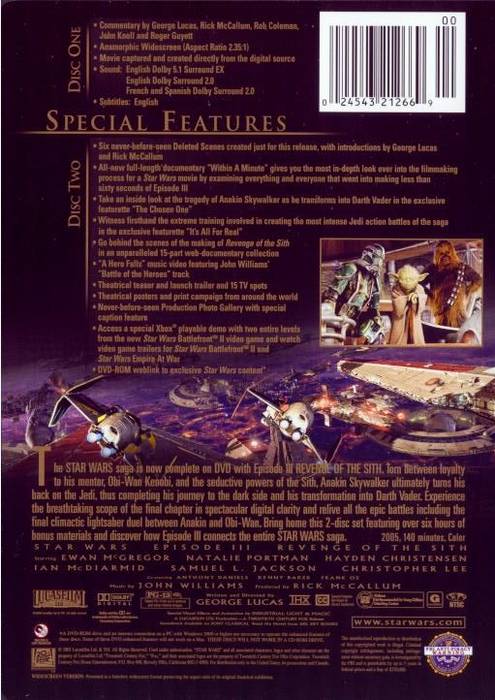 DISC ONE
• Commentary by George Lucas, Rick McCallum, Rob Coleman,
John Knoll and Roger Guyett
• Anamorphic Widescreen (Aspect Ratio 2.35:1)
• Movie captured and created directly from the digital source
• Sound: English Dolby 5.1 Surround EX
English Dolby Surround 2.0
French and Spanish Dolby Surround 2.0
• Subtitles: English
00
0 24543 21266 9
SPECIAL FEATURES
DISC TWO
• Six never-before-seen Deleted Scenes created just for this release, with introductions by George Lucas
and Rick McCallum
• All-new full-length documentary "Within A Minute" gives you the most in-depth look ever into the filmmaking
process for a Star Wars movie by examining everything and everyone that went into making less than
sixty seconds of Episode III
• Take an inside look at the tragedy of Anakin Skywalker as he transforms into Darth Vader in the exclusive
featurette "The Chosen One"
• Witness firsthand the extreme training involved in creating the most intense Jedi action battles of the saga
in the exclusive featurette "It's All For Real"
• Go behind the scenes of the making of Revenge of the Sith
in an unparalleled 15-part web-documentary collection
• "A Hero Falls" music video featuring John Williams'
"Battle of the Heroes" track
• Theatrical teaser and launch trailer and 15 TV spots
• Theatrical posters and print campaign from around the world
• Never-before-seen Production Photo Gallery with special
caption feature
• Access a special Xbox® playable demo with two entire levels
from the new Star Wars Battlefront™ II video game and watch
video game trailers for Star Wars Battlefront™ II and
Star Wars Empire At War
• DVD-ROM weblink to exclusive Star Wars content*
The STAR WARS saga is now complete on DVD with Episode III REVENGE OF THE SITH. Torn between loyalty
to his mentor, Obi-Wan Kenobi, and the seductive powers of the Sith, Anakin Skywalker ultimately turns his
back on the Jedi, thus completing his journey to the dark side and his transformation into Darth Vader. Experience
the breathtaking scope of the final chapter in spectacular digital clarity and relive all the epic battles including the
final climactic lightsaber duel between Anakin and Obi-Wan. Bring home this 2-disc set featuring over six hours of
bonus materials and discover how Episode III connects the entire STAR WARS saga. 2005, 140 minutes, Color
STAR WARS EPISODE III REVENGE OF THE SITH
starring EWAN McGREGOR NATALIE PORTMAN HAYDEN CHRISTENSEN
IAN McDIARMID SAMUEL L. JACKSON CHRISTOPHER LEE
Costarring ANTHONY DANIELS KENNY BAKER FRANK OZ
Music by JOHN WILLIAMS Produced by RICK McCALLUM
Written and Directed by
GEORGE LUCAS
LUCASFILM LTD
DOLBY DIGITAL
PG-13
THX
NTSC
www.starwars.com
WIDESCREEN VERSION